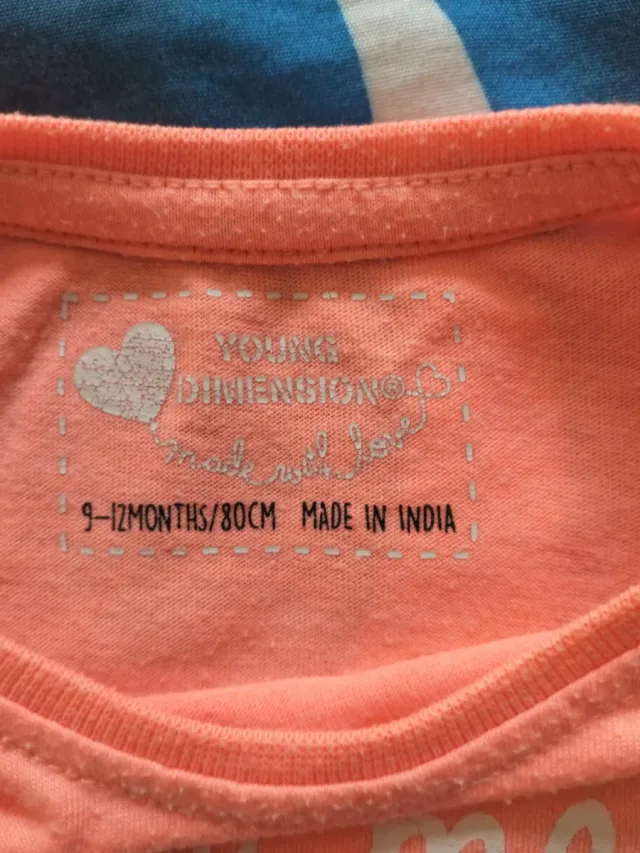 YOUNG
DIMENSION®
made with love
9-12MONTHS/80CM MADE IN INDIA